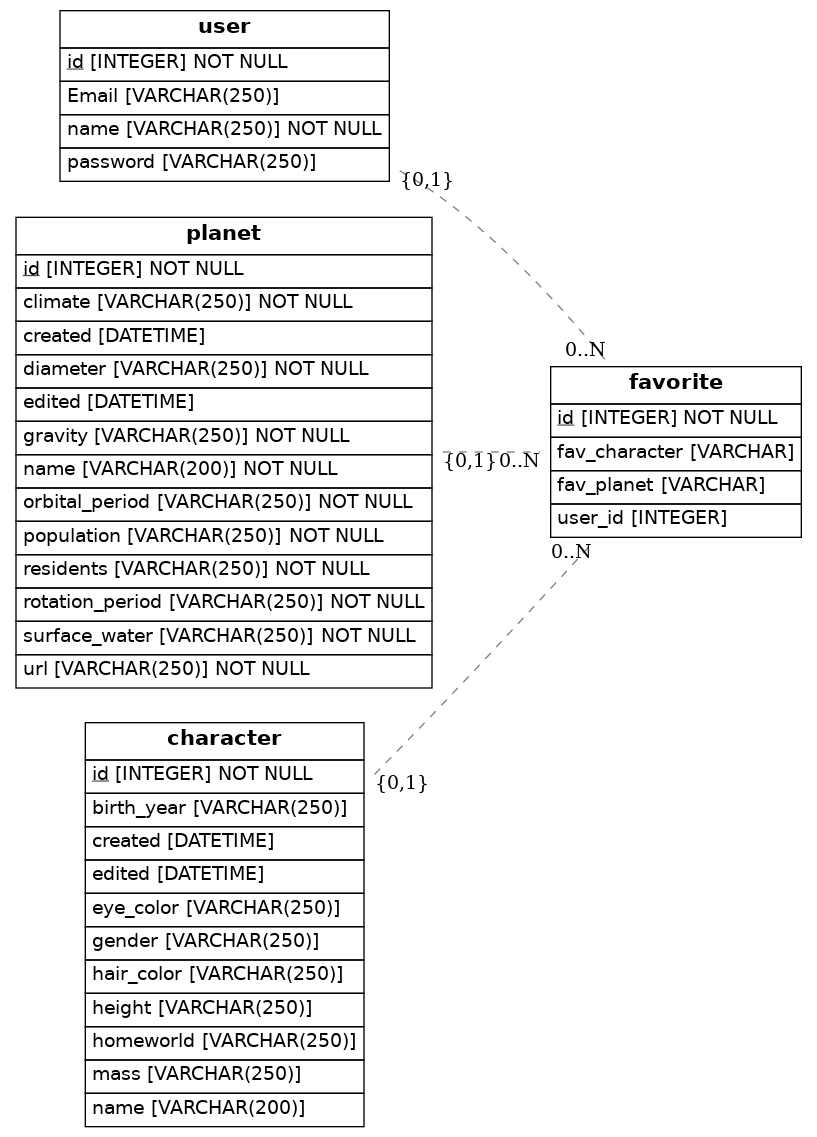 user
id [INTEGER] NOT NULL
Email [VARCHAR(250)]
name [VARCHAR(250)] NOT NULL
password [VARCHAR(250)]
{0,1}
planet
id [INTEGER] NOT NULL
climate [VARCHAR(250)] NOT NULL
created [DATETIME]
diameter [VARCHAR(250)] NOT NULL
edited [DATETIME]
gravity [VARCHAR(250)] NOT NULL
name [VARCHAR(200)] NOT NULL
orbital_period [VARCHAR(250)] NOT NULL
population [VARCHAR(250)] NOT NULL
residents [VARCHAR(250)] NOT NULL
rotation_period [VARCHAR(250)] NOT NULL
surface_water [VARCHAR(250)] NOT NULL
url [VARCHAR(250)] NOT NULL
{0,1} 0..N
0..N
favorite
id [INTEGER] NOT NULL
fav_character [VARCHAR]
fav_planet [VARCHAR]
user_id [INTEGER]
0..N
character
id [INTEGER] NOT NULL
birth_year [VARCHAR(250)]
created [DATETIME]
edited [DATETIME]
eye_color [VARCHAR(250)]
gender [VARCHAR(250)]
hair_color [VARCHAR(250)]
height [VARCHAR(250)]
homeworld [VARCHAR(250)]
mass [VARCHAR(250)]
name [VARCHAR(200)]
{0,1}